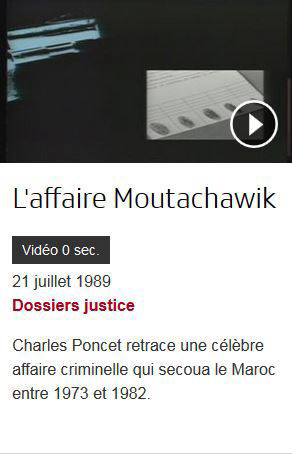 L'affaire Moutachawik
Vidéo 0 sec.
21 juillet 1989
Dossiers justice
Charles Poncet retrace une célèbre
affaire criminelle qui secoua le Maroc
entre 1973 et 1982.